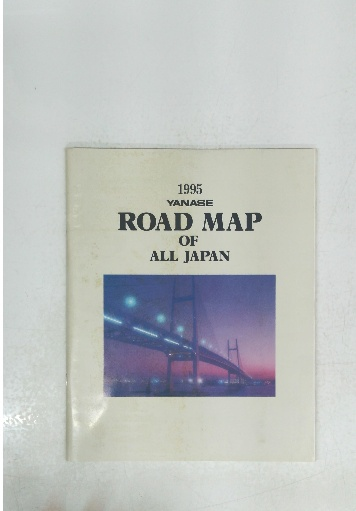 1995
YANASE
ROAD MAP
OF
ALL JAPAN